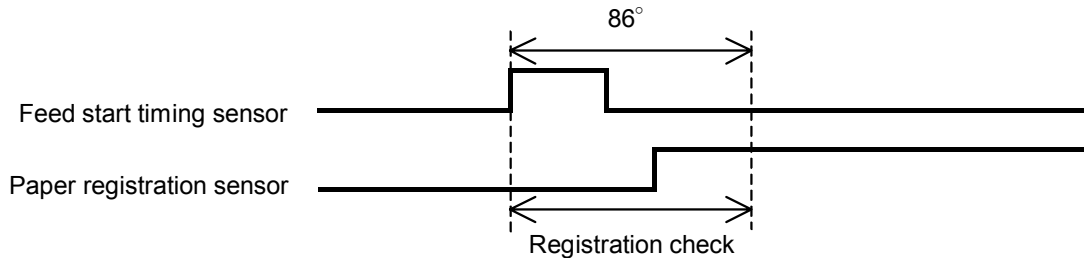 86°
Feed start timing sensor
Paper registration sensor
Registration check